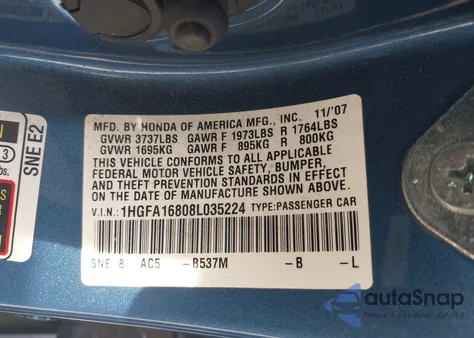 MFD. BY HONDA OF AMERICA MFG., INC. 11/'07
GVWR 3737LBS GAWR F 1973LBS R 1764LBS
GVWR 1695KG GAWR F 895KG R 800KG
THIS VEHICLE CONFORMS TO ALL APPLICABLE
FEDERAL MOTOR VEHICLE SAFETY, BUMPER,
AND THEFT PREVENTION STANDARDS IN EFFECT
ON THE DATE OF MANUFACTURE SHOWN ABOVE.
V.I.N.: 1HGFA16808L035224 TYPE:PASSENGER CAR
SNE 8 AC5 -B537M -B -L
SNE E2
3
autoSnap